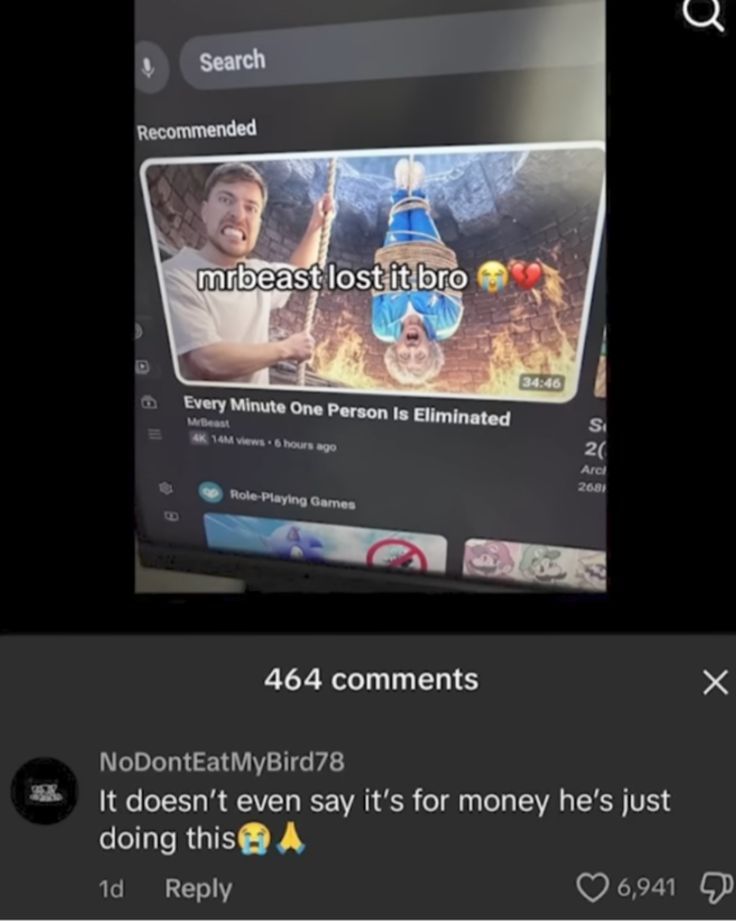 Search
Recommended
mrbeast lost it bro 😭💔
34:46
Every Minute One Person Is Eliminated
MrBeast
4K 14M views • 6 hours ago
S
2(
Arc
268
Role-Playing Games
464 comments
NoDontEatMyBird78
It doesn’t even say it’s for money he’s just
doing this😭🙏
1d Reply 6,941